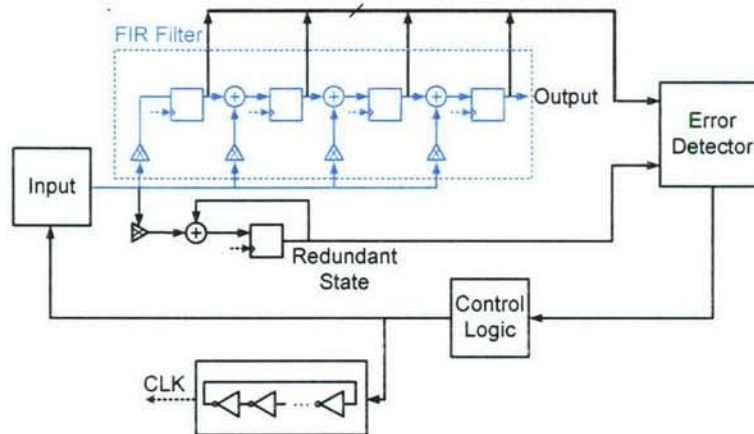 FIR Filter
Output
Error
Detector
Input
Redundant
State
Control
Logic
CLK